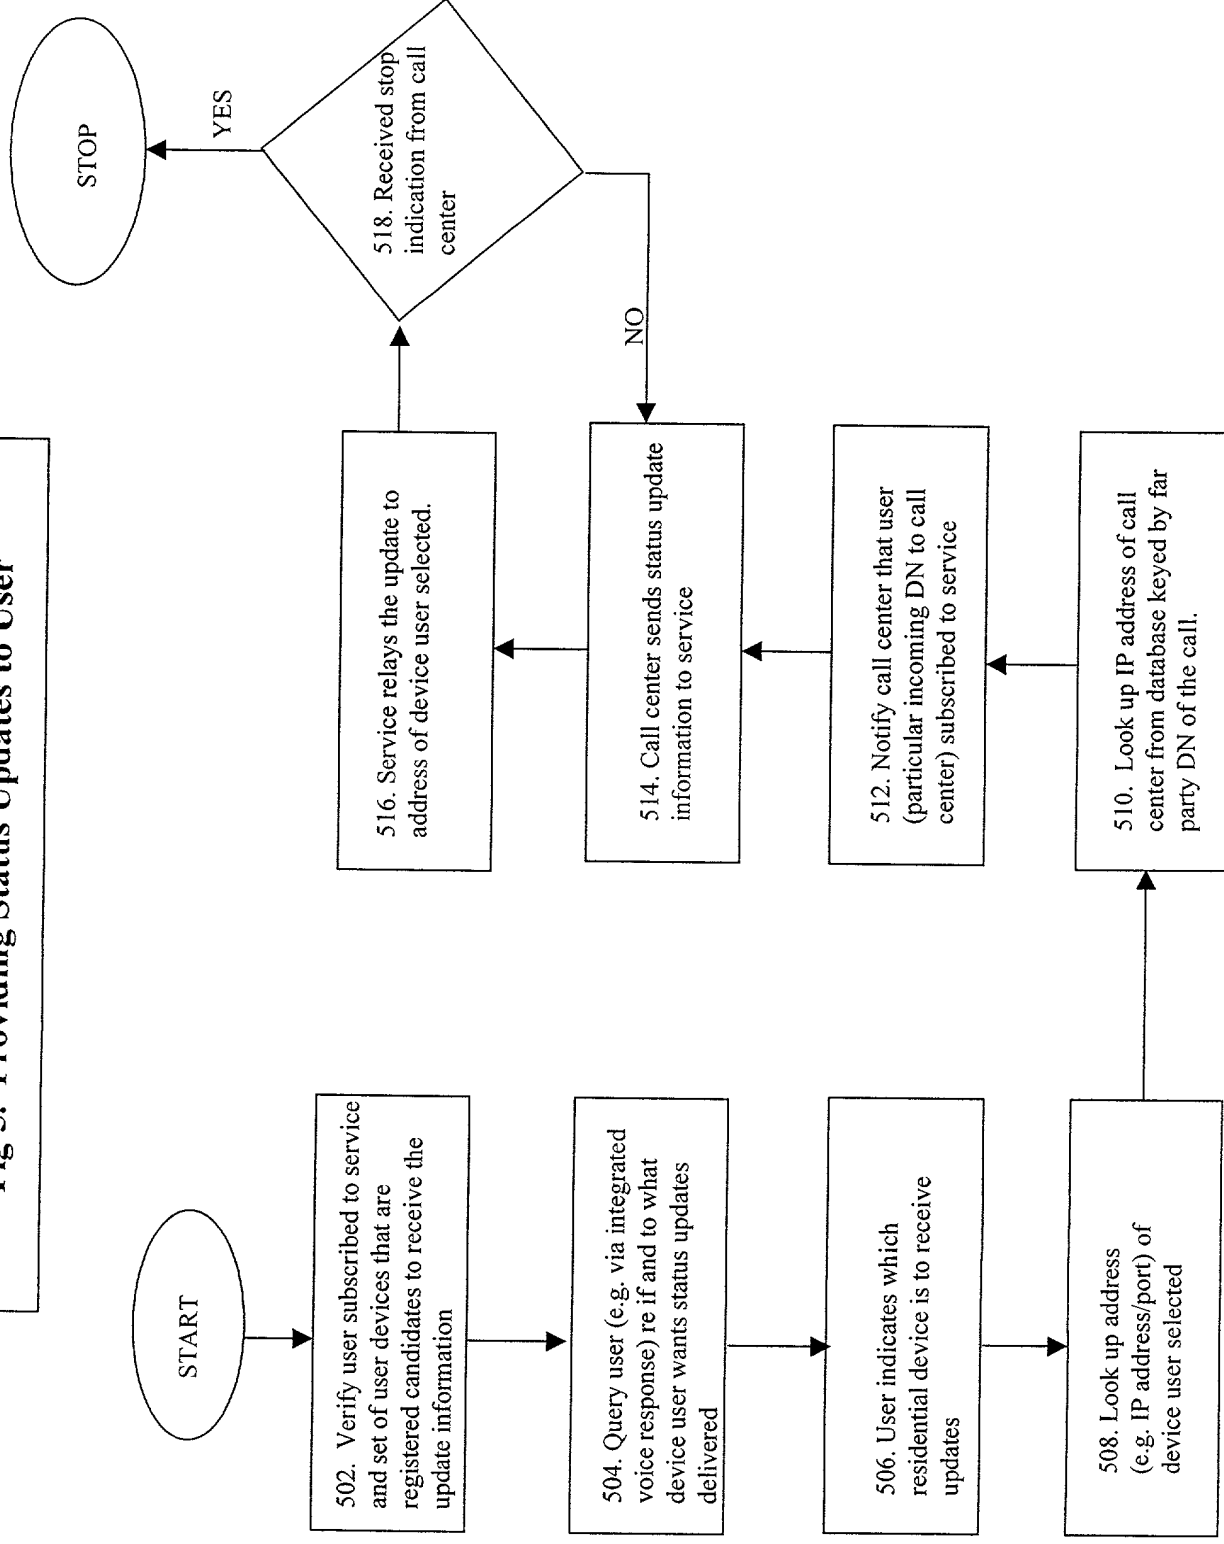 Providing Status Updates to User
START
502. Verify user subscribed to service
and set of user devices that are
registered candidates to receive the
update information
504. Query user (e.g. via integrated
voice response) re if and to what
device user wants status updates
delivered
506. User indicates which
residential device is to receive
updates
508. Look up address
(e.g. IP address/port) of
device user selected
510. Look up IP address of call
center from database keyed by far
party DN of the call.
512. Notify call center that user
(particular incoming DN to call
center) subscribed to service
514. Call center sends status update
information to service
516. Service relays the update to
address of device user selected.
518. Received stop
indication from call
center
NO
YES
STOP